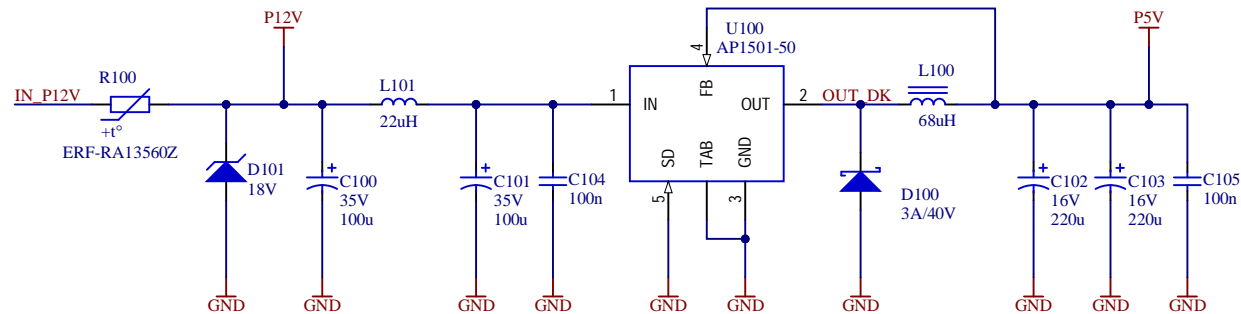 P12V
P5V
U100
AP1501-50
4
R100
L101
L100
IN_P12V
1
IN
FB
OUT
2
OUT_DK
+t°
ERF-RA13560Z
22uH
68uH
D101
18V
C100
35V
100u
C101
35V
100u
C104
100n
SD
TAB
GND
5
3
D100
3A/40V
C102
16V
220u
C103
16V
220u
C105
100n
GND
GND
GND
GND
GND
GND
GND
GND
GND
GND